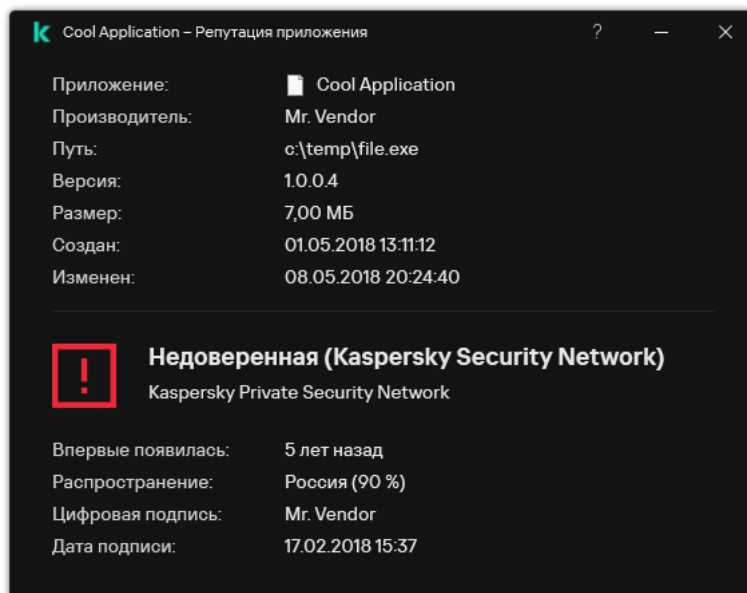 Cool Application – Репутация приложения ?
Приложение: Cool Application
Производитель: Mr. Vendor
Путь: c:\temp\file.exe
Версия: 1.0.0.4
Размер: 7,00 МБ
Создан: 01.05.2018 13:11:12
Изменен: 08.05.2018 20:24:40
Недоверенная (Kaspersky Security Network)
Kaspersky Private Security Network
Впервые появилась: 5 лет назад
Распространение: Россия (90 %)
Цифровая подпись: Mr. Vendor
Дата подписи: 17.02.2018 15:37